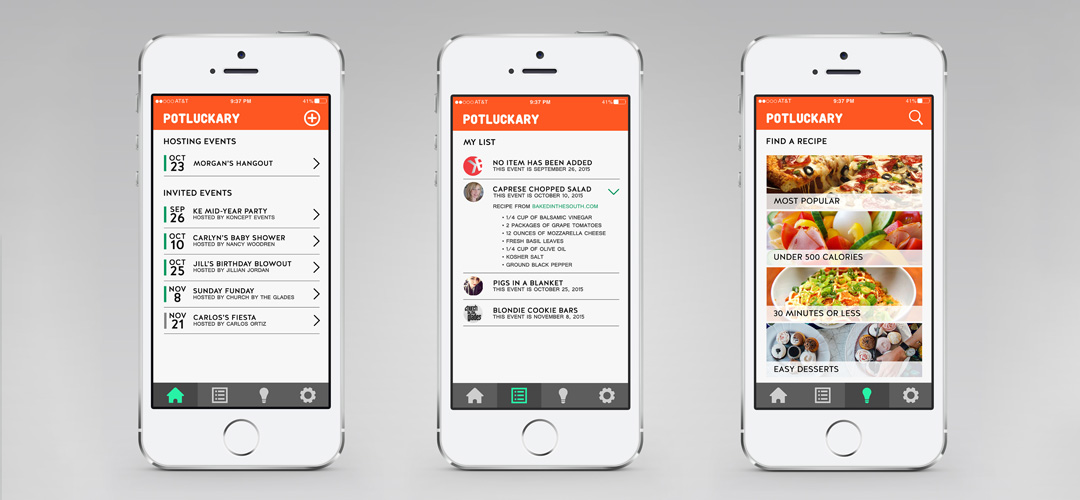 AT&T 9:37 PM 41%
POTLUCKARY
HOSTING EVENTS
OCT
23
MORGAN'S HANGOUT
INVITED EVENTS
SEP
26
KE MID-YEAR PARTY
HOSTED BY KONCEPT EVENTS
OCT
10
CARLYN'S BABY SHOWER
HOSTED BY NANCY WOODREN
OCT
25
JILL'S BIRTHDAY BLOWOUT
HOSTED BY JILLIAN JORDAN
NOV
8
SUNDAY FUNDAY
HOSTED BY CHURCH BY THE GLADES
NOV
21
CARLOS'S FIESTA
HOSTED BY CARLOS ORTIZ
AT&T 9:37 PM 41%
POTLUCKARY
MY LIST
NO ITEM HAS BEEN ADDED
THIS EVENT IS SEPTEMBER 26, 2015
CAPRESE CHOPPED SALAD
THIS EVENT IS OCTOBER 10, 2015
RECIPE FROM BAKEDINTHESOUTH.COM
• 1/4 CUP OF BALSAMIC VINEGAR
• 2 PACKAGES OF GRAPE TOMATOES
• 12 OUNCES OF MOZZARELLA CHEESE
• FRESH BASIL LEAVES
• 1/4 CUP OF OLIVE OIL
• KOSHER SALT
• GROUND BLACK PEPPER
PIGS IN A BLANKET
THIS EVENT IS OCTOBER 25, 2015
church
by the
glades
BLONDIE COOKIE BARS
THIS EVENT IS NOVEMBER 8, 2015
AT&T 9:37 PM 41%
POTLUCKARY
FIND A RECIPE
MOST POPULAR
UNDER 500 CALORIES
30 MINUTES OR LESS
EASY DESSERTS